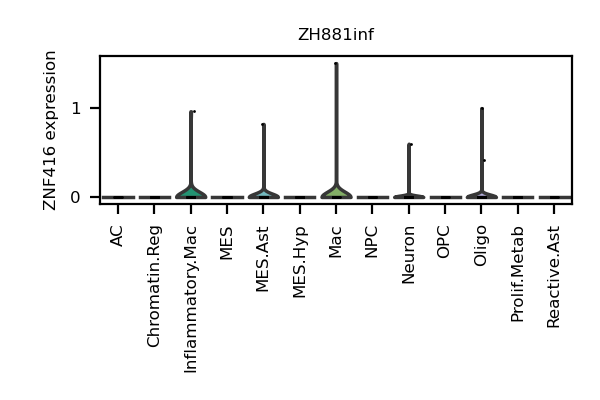 ZH881inf
ZNF416 expression
1
0
AC
Chromatin.Reg
Inflammatory.Mac
MES
MES.Ast
MES.Hyp
Mac
NPC
Neuron
OPC
Oligo
Prolif.Metab
Reactive.Ast